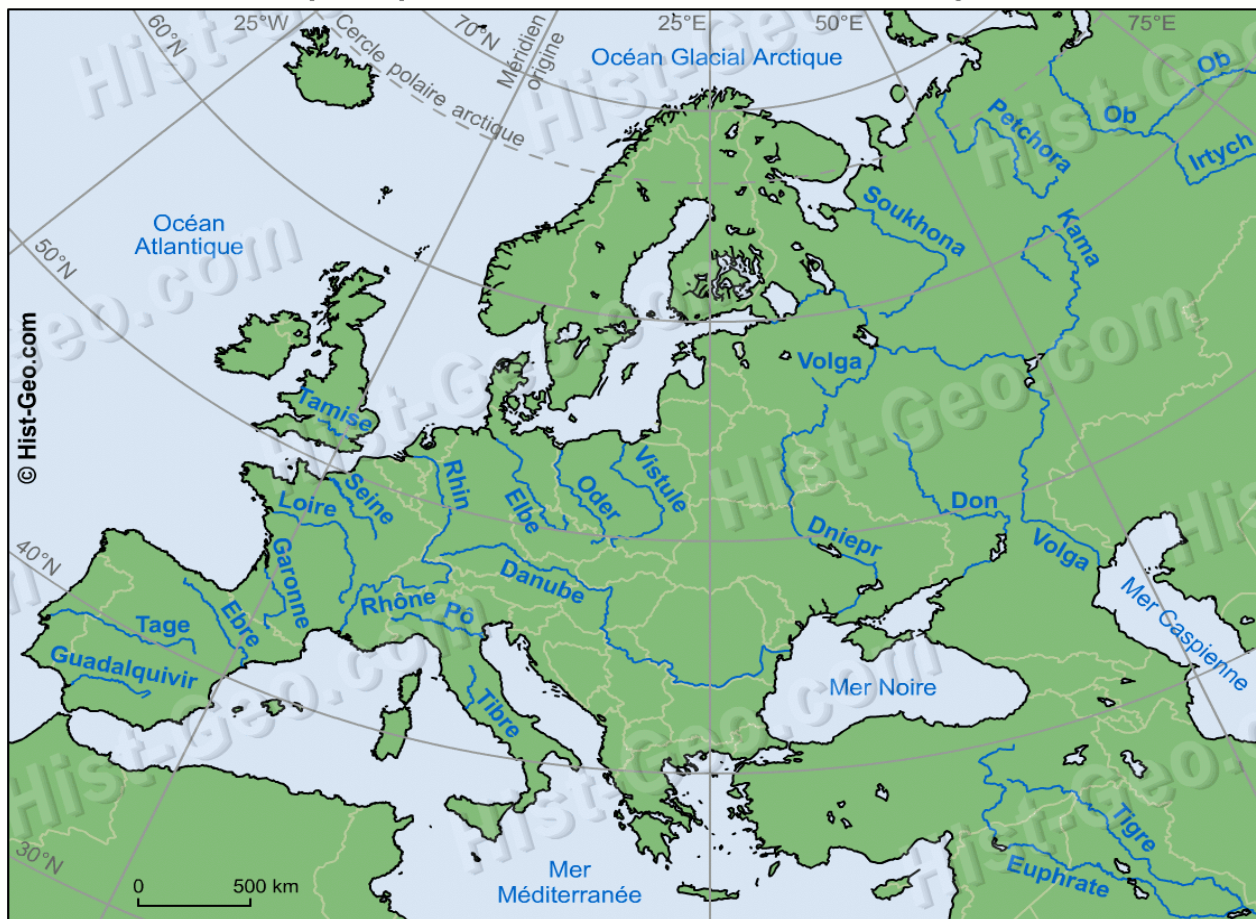 60°N
25°W
Cercle polaire arctique
70°N
Méridien
origine
25°E
50°E
75°E
Océan Glacial Arctique
Ob
Ob
Petchora
Irtych
Soukhona
Kama
Océan
Atlantique
50°N
© Hist-Geo.com
Volga
Tamise
Rhin
Vistule
Seine
Elbe
Oder
Loire
Don
Dniepr
Volga
40°N
Garonne
Danube
Mer Caspienne
Ebre
Rhône
Pô
Tage
Guadalquivir
Mer Noire
Tibre
Tigre
Euphrate
30°N
0
500 km
Mer
Méditerranée
Hist-Geo.com